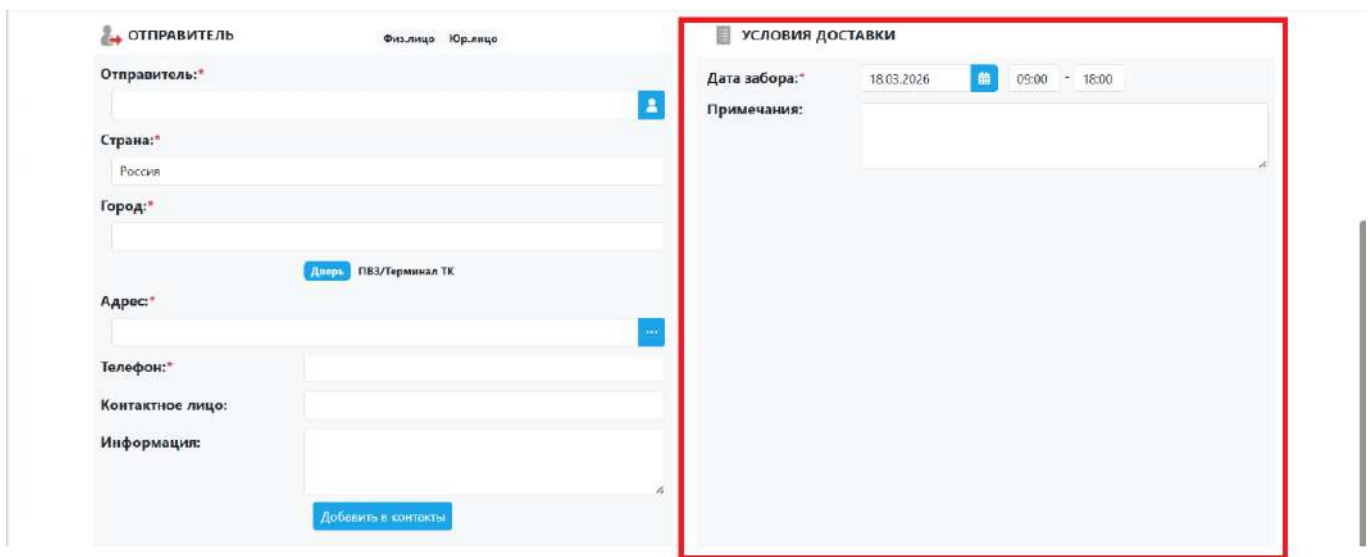 ОТПРАВИТЕЛЬ
Физ.лицо Юр.лицо
Отправитель:*
Страна:*
Россия
Город:*
Дверь ПВЗ/Терминал ТК
Адрес:*
...
Телефон:*
Контактное лицо:
Информация:
Добавить в контакты
УСЛОВИЯ ДОСТАВКИ
Дата забора:* 18.03.2026 09:00 - 18:00
Примечания: